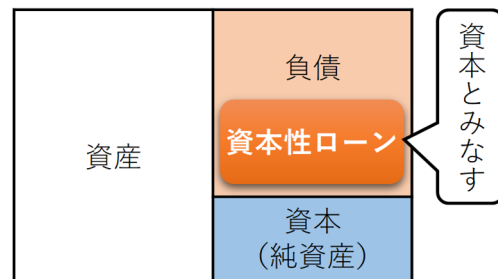 資産
負債
資本性ローン
資本
（純資産）
資本とみなす